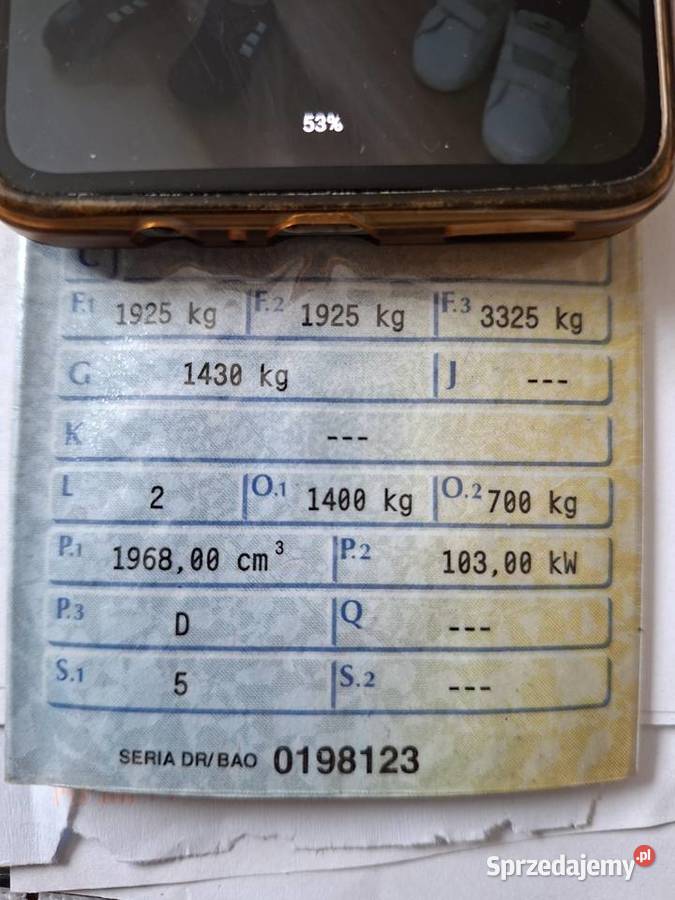 53%
C
F.1 1925 kg F.2 1925 kg F.3 3325 kg
G 1430 kg J ---
K ---
L 2 O.1 1400 kg O.2 700 kg
P.1 1968,00 cm³ P.2 103,00 kW
P.3 D Q ---
S.1 5 S.2 ---
SERIA DR/BAO 0198123
Sprzedajemy.pl